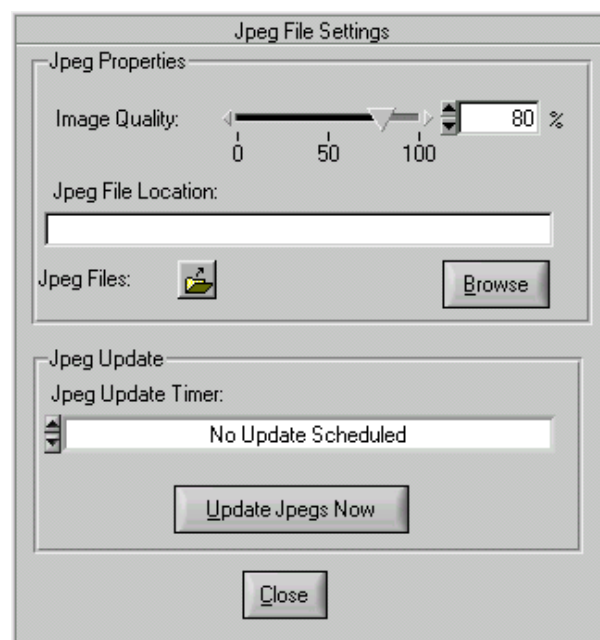 Jpeg File Settings
Jpeg Properties
Image Quality: 80 %
0 50 100
Jpeg File Location:
Jpeg Files: Browse
Jpeg Update
Jpeg Update Timer:
No Update Scheduled
Update Jpegs Now
Close